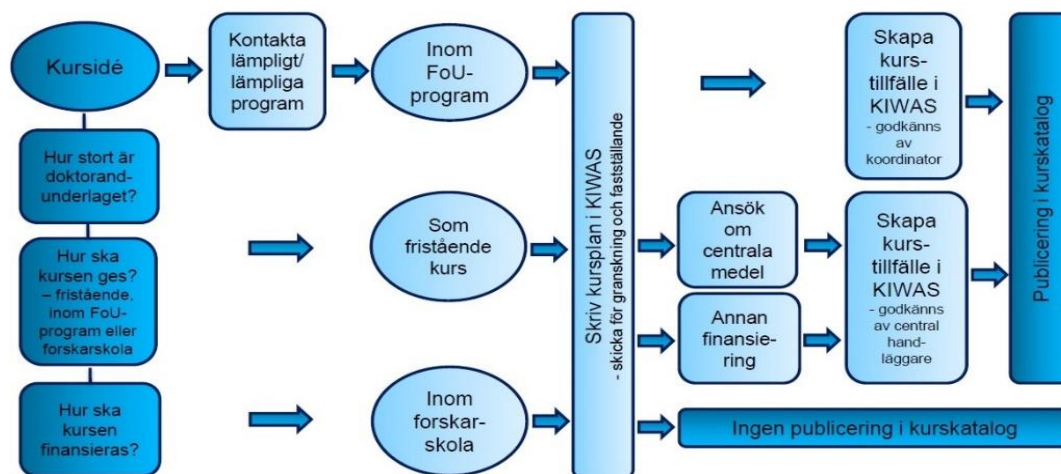 Kursidé
Kontakta
lämpligt/
lämpliga
program
Inom
FoU-
program
Skapa
kurs-
tillfälle i
KIWAS
- godkänns
av
koordinator
Hur stort är
doktorand-
underlaget?
Hur ska
kursen ges?
– fristående,
inom FoU-
program eller
forskarskola
Hur ska
kursen
finansieras?
Som
fristående
kurs
Inom
forskar-
skola
Skriv kursplan i KIWAS
- skicka för granskning och fastställande
Ansök
om
centrala
medel
Annan
finansie-
ring
Skapa
kurs-
tillfälle i
KIWAS
- godkänns
av central
hand-
läggare
Publicering i kurskatalog
Ingen publicering i kurskatalog